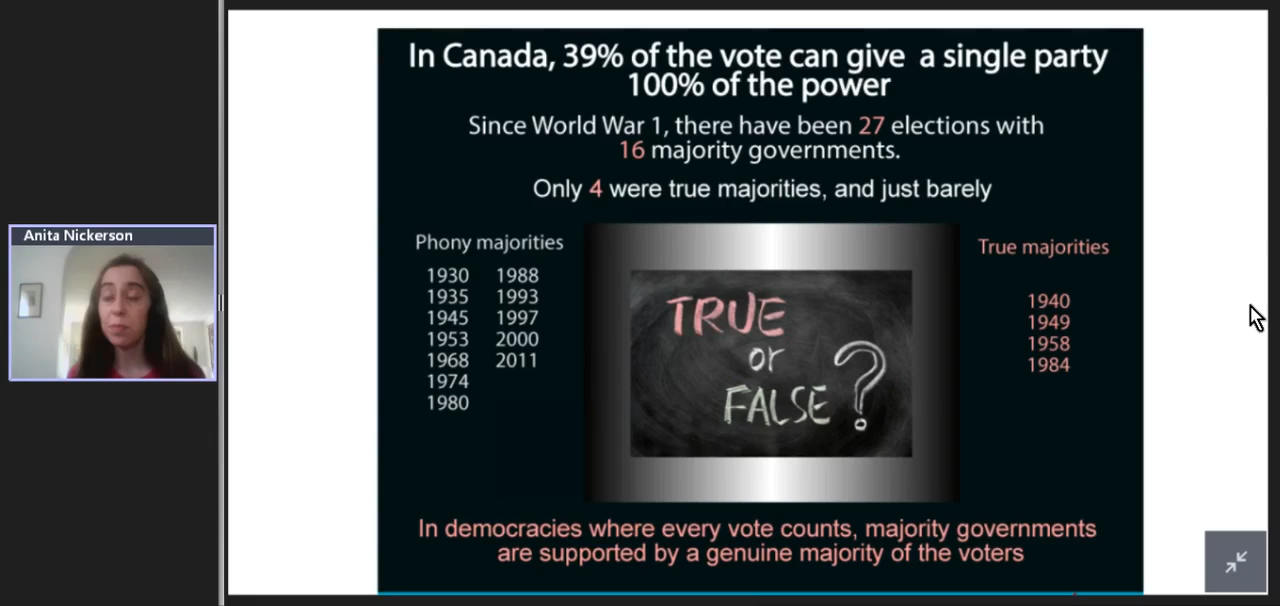 Anita Nickerson
In Canada, 39% of the vote can give a single party
100% of the power
Since World War 1, there have been 27 elections with
16 majority governments.
Only 4 were true majorities, and just barely
Phony majorities
1930 1988
1935 1993
1945 1997
1953 2000
1968 2011
1974
1980
TRUE
or
FALSE ?
True majorities
1940
1949
1958
1984
In democracies where every vote counts, majority governments
are supported by a genuine majority of the voters